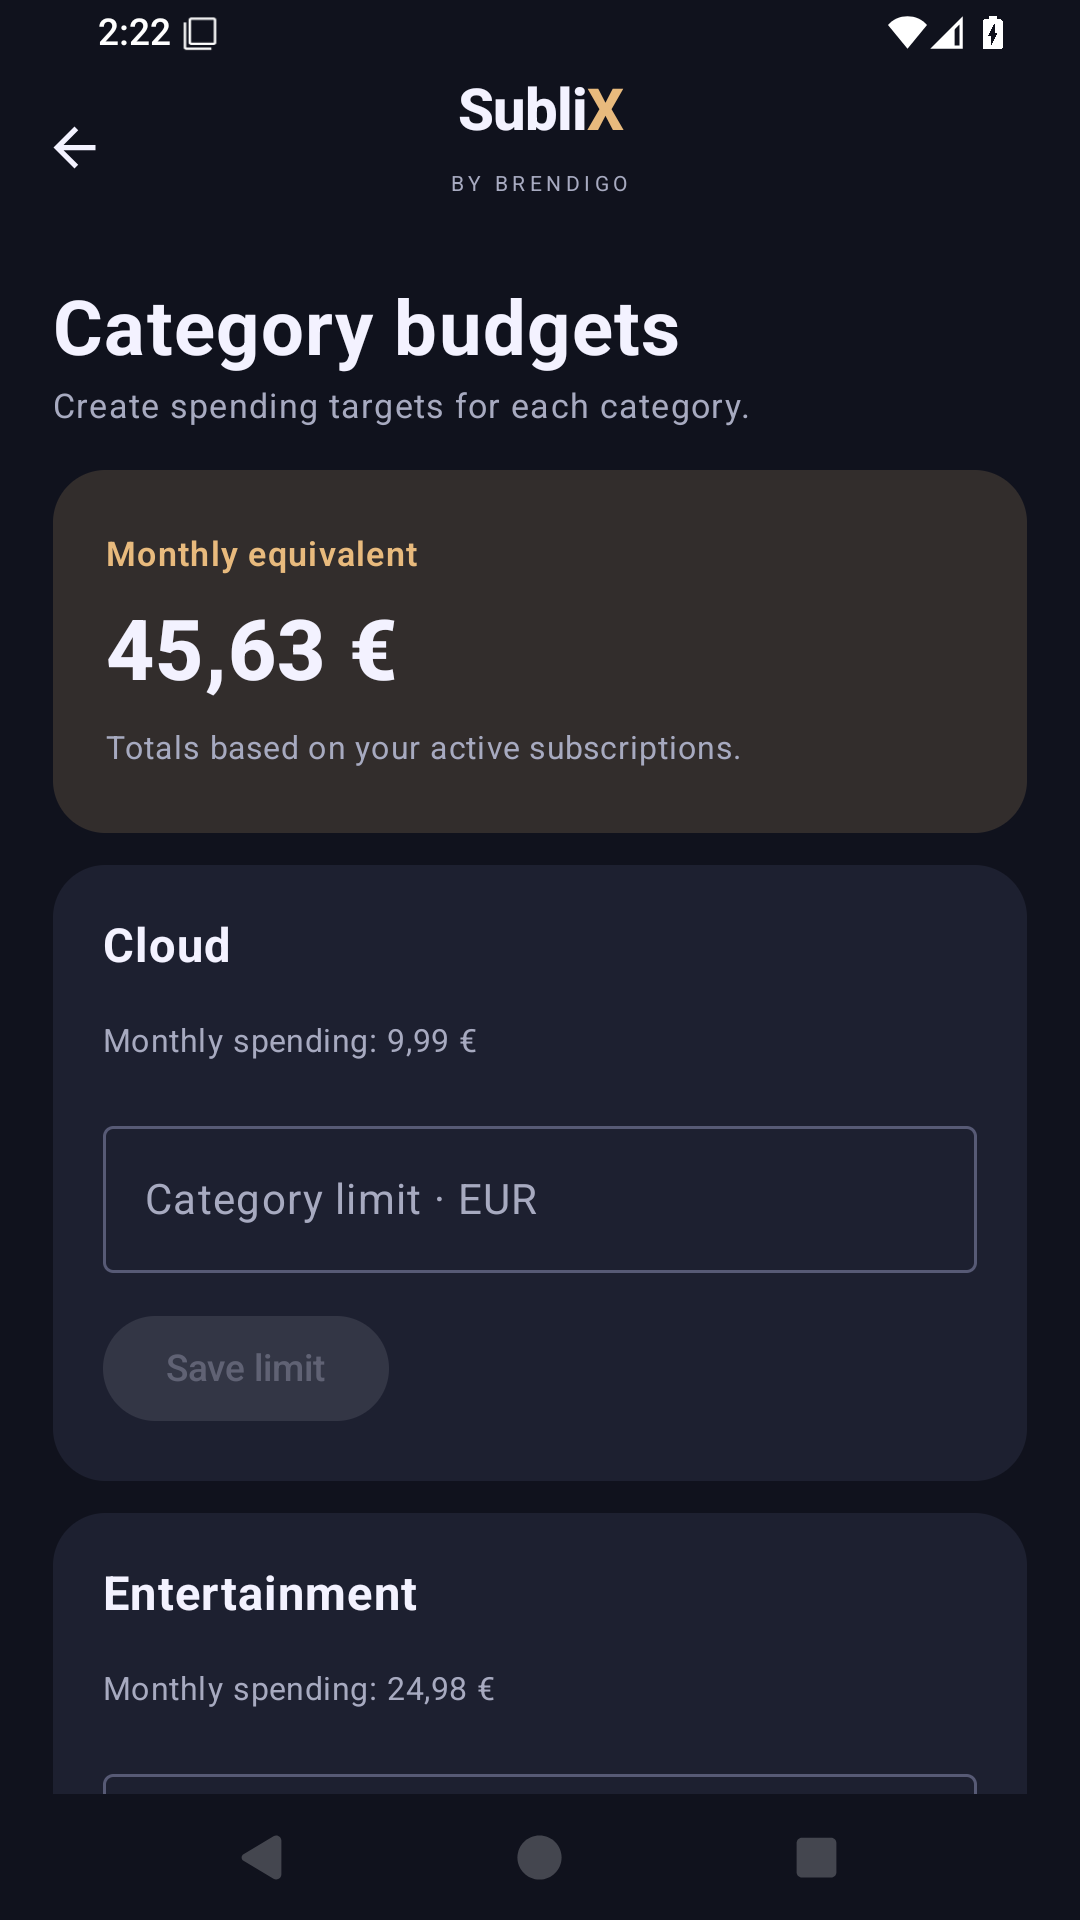 2:22
SubliX
BY BRENDIGO
Category budgets
Create spending targets for each category.
Monthly equivalent
45,63 €
Totals based on your active subscriptions.
Cloud
Monthly spending: 9,99 €
Category limit · EUR
Save limit
Entertainment
Monthly spending: 24,98 €